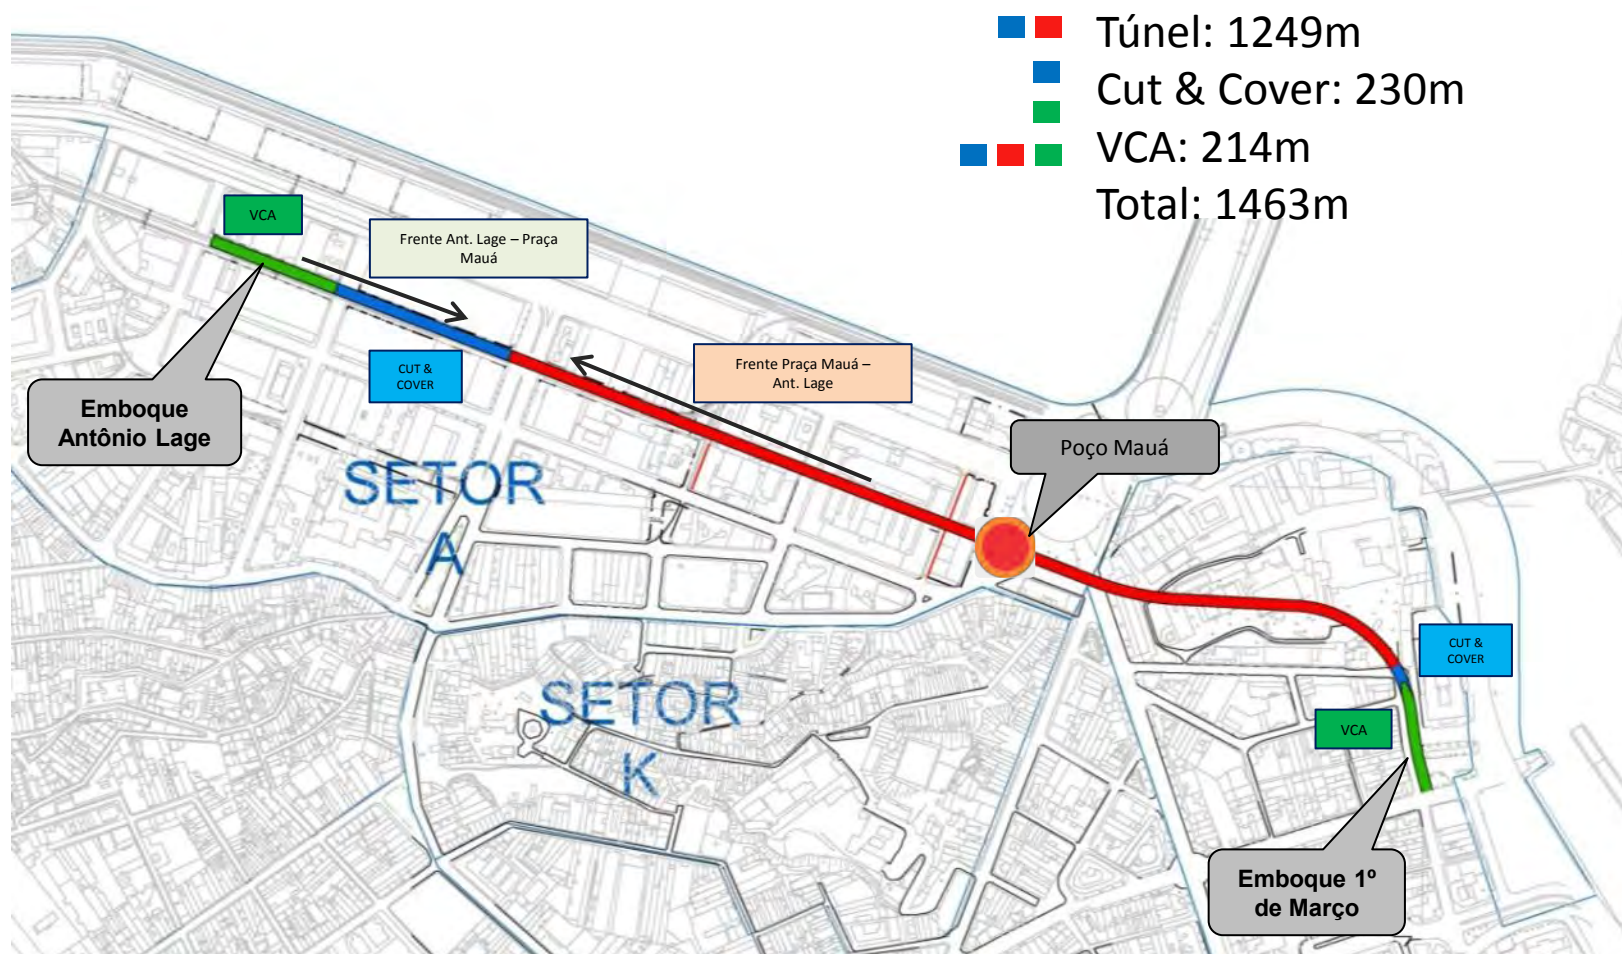 Túnel: 1249m
Cut & Cover: 230m
VCA: 214m
Total: 1463m
VCA
Frente Ant. Lage – Praça
Mauá
CUT &
COVER
Frente Praça Mauá –
Ant. Lage
Emboque
Antônio Lage
Poço Mauá
SETOR
A
SETOR
K
CUT &
COVER
VCA
Emboque 1º
de Março